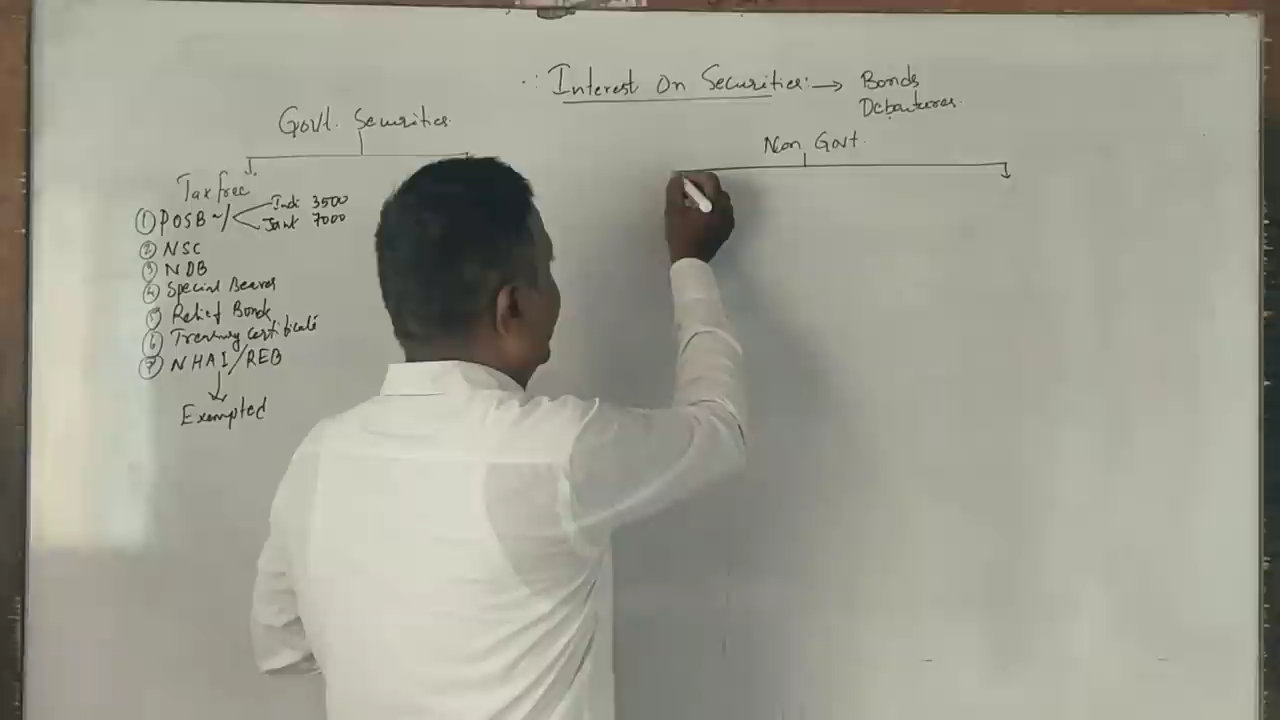 ∴ Interest On Securities:→ Bonds
Debentures.
Govt. Securities.
Non Govt.
Tax free
① POSB ~/ Indi 3500
Joint 7000
② NSC
③ NDB
④ Special Bearer
⑤ Relief Bonds
⑥ Treasury certificate
⑦ NHAI/REB
Exempted